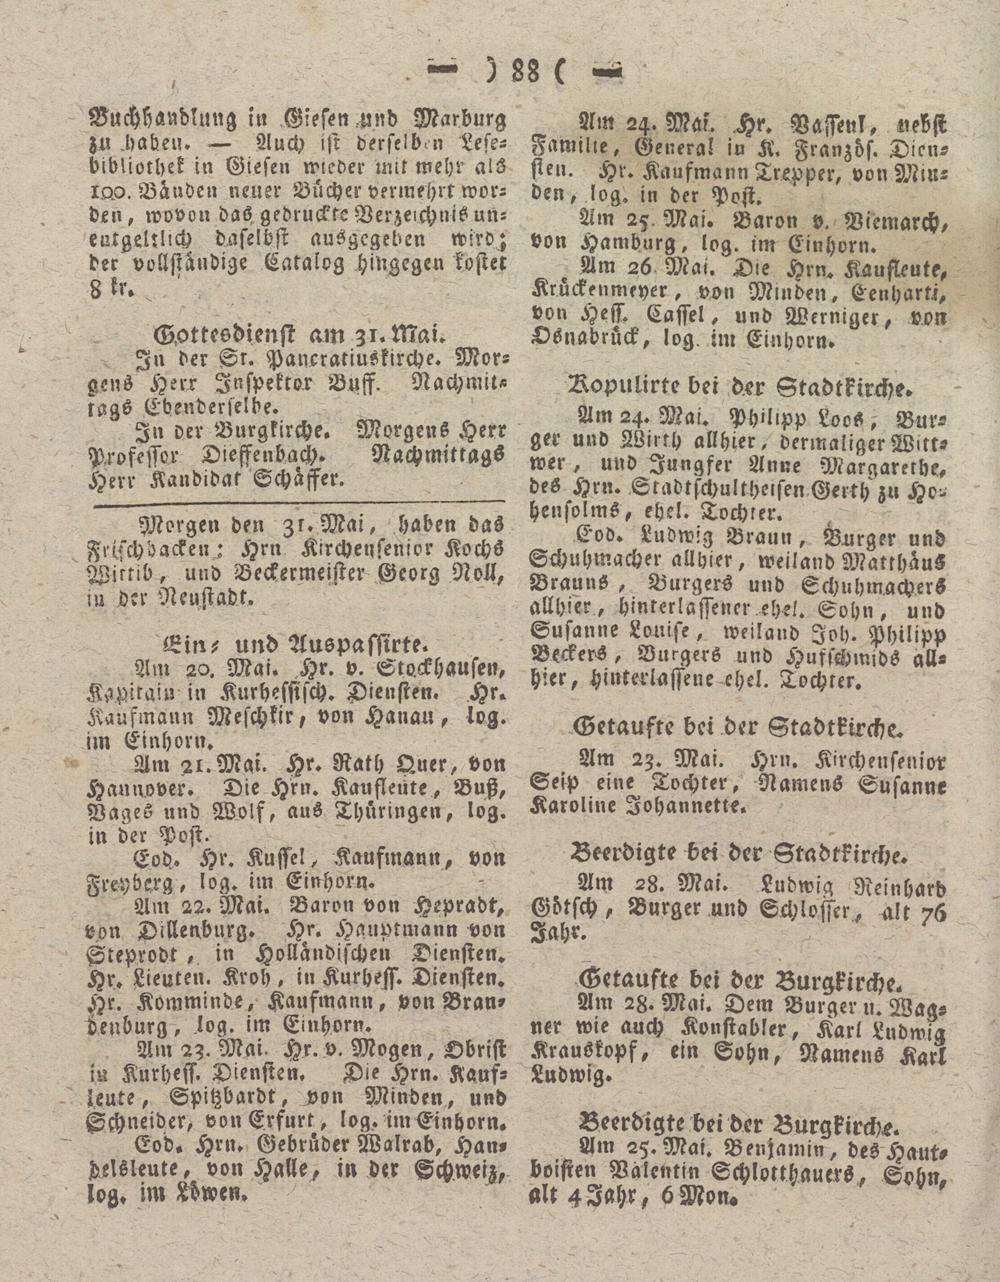 — ) 88 ( —
Buchhandlung in Giesen und Marburg
zu haben. — Auch ist derselben Lese-
bibliothek in Giesen wieder mit mehr als
100. Bänden neuer Bücher vermehrt wor-
den, wovon das gedruckte Verzeichnis un-
entgeltlich daselbst ausgegeben wird;
der vollständige Catalog hingegen kostet
8 kr.
Gottesdienst am 31. Mai.
In der St. Pancratiuskirche. Mor-
gens Herr Inspektor Buff. Nachmit-
tags Ebenderselbe.
In der Burgkirche. Morgens Herr
Professor Dieffenbach. Nachmittags
Herr Kandidat Schäffer.
Morgen den 31. Mai, haben das
Frischbacken: Hrn Kirchensenior Kochs
Wittib, und Beckermeister Georg Noll,
in der Neustadt.
Ein- und Auspassirte.
Am 20. Mai. Hr. v. Stockhausen,
Kapitain in Kurhessisch. Diensten. Hr.
Kaufmann Meschkir, von Hanau, log.
im Einhorn.
Am 21. Mai. Hr. Rath Quer, von
Hannover. Die Hrn. Kaufleute, Buß,
Vages und Wolf, aus Thüringen, log.
in der Post.
Eod. Hr. Kussel, Kaufmann, von
Freyberg, log. im Einhorn.
Am 22. Mai. Baron von Hepradt,
von Dillenburg. Hr. Hauptmann von
Steprodt, in Holländischen Diensten.
Hr. Lieuten. Kroh, in Kurhess. Diensten.
Hr. Komminde, Kaufmann, von Bran-
denburg, log. im Einhorn.
Am 23. Mai. Hr. v. Mogen, Obrist
in Kurhess. Diensten. Die Hrn. Kauf-
leute, Spitzbardt, von Minden, und
Schneider, von Erfurt, log. im Einhorn.
Eod. Hrn. Gebrüder Walrab, Han-
delsleute, von Halle, in der Schweiz,
log. im Löwen.
Am 24. Mai. Hr. Vassenl, nebst
Familie, General in K. Französ. Dien-
sten. Hr. Kaufmann Trepper, von Min-
den, log. in der Post.
Am 25. Mai. Baron v. Viemarch,
von Hamburg, log. im Einhorn.
Am 26. Mai. Die Hrn. Kaufleute,
Krückenmeyer, von Minden, Eenharti,
von Hess. Cassel, und Werniger, von
Osnabrück, log. im Einhorn.
Kopulirte bei der Stadtkirche.
Am 24. Mai. Philipp Loos, Bur-
ger und Wirth allhier, dermaliger Witt-
wer, und Jungfer Anne Margarethe,
des Hrn. Stadtschultheisen Gerth zu Ho-
hensolms, ehel. Tochter.
Eod. Ludwig Braun, Burger und
Schuhmacher allhier, weiland Matthäus
Brauns, Burgers und Schuhmachers
allhier, hinterlassener ehel. Sohn, und
Susanne Louise, weiland Joh. Philipp
Beckers, Burgers und Hufschmids all-
hier, hinterlassene ehel. Tochter.
Getaufte bei der Stadtkirche.
Am 23. Mai. Hrn. Kirchensenior
Seip eine Tochter, Namens Susanne
Karoline Johannette.
Beerdigte bei der Stadtkirche.
Am 28. Mai. Ludwig Reinhard
Götsch, Burger und Schlosser, alt 76
Jahr.
Getaufte bei der Burgkirche.
Am 28. Mai. Dem Burger u. Wag-
ner wie auch Konstabler, Karl Ludwig
Krauskopf, ein Sohn, Namens Karl
Ludwig.
Beerdigte bei der Burgkirche.
Am 25. Mai. Benjamin, des Haut-
boisten Valentin Schlotthauers, Sohn,
alt 4 Jahr, 6 Mon.